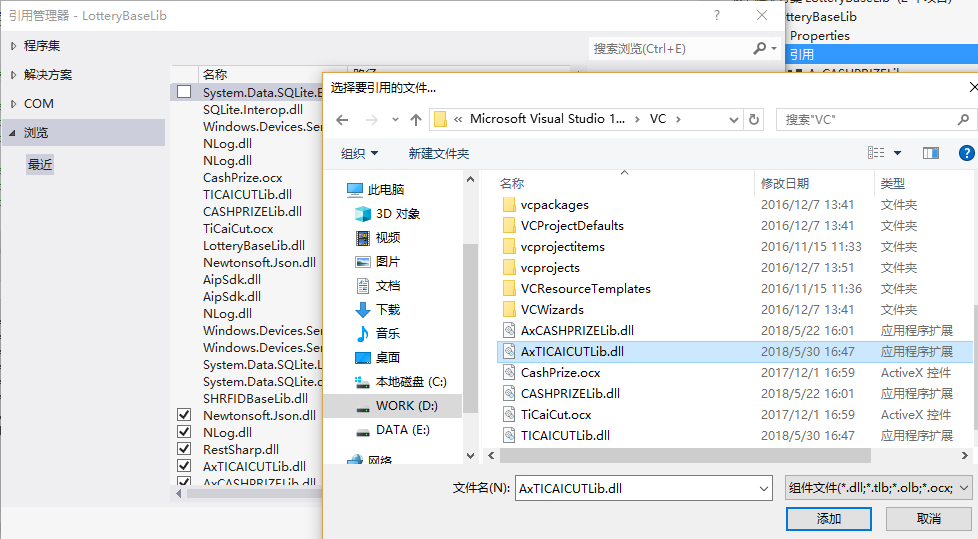 引用管理器 - LotteryBaseLib
程序集
解决方案
COM
浏览
最近
搜索浏览(Ctrl+E)
名称
System.Data.SQLite.E
SQLite.Interop.dll
Windows.Devices.Ser
NLog.dll
NLog.dll
CashPrize.ocx
TICAICUTLib.dll
CASHPRIZELib.dll
TiCaiCut.ocx
LotteryBaseLib.dll
Newtonsoft.Json.dll
AipSdk.dll
AipSdk.dll
NLog.dll
Windows.Devices.Ser
Windows.Devices.Ser
System.Data.SQLite.L
System.Data.SQLite.c
SHRFIDBaseLib.dll
Newtonsoft.Json.dll
NLog.dll
RestSharp.dll
AxTICAICUTLib.dll
AxCASHPRIZELib.dll
tteryBaseLib
Properties
引用
选择要引用的文件...
« Microsoft Visual Studio 1... › VC ›
搜索"VC"
组织
新建文件夹
此电脑
3D 对象
视频
图片
文档
下载
音乐
桌面
本地磁盘 (C:)
WORK (D:)
DATA (E:)
网络
名称 修改日期 类型
vcpackages 2016/12/7 13:41 文件夹
VCProjectDefaults 2016/12/7 13:41 文件夹
vcprojectitems 2016/11/15 11:33 文件夹
vcprojects 2016/12/7 13:51 文件夹
VCResourceTemplates 2016/11/15 11:36 文件夹
VCWizards 2016/12/7 13:41 文件夹
AxCASHPRIZELib.dll 2018/5/22 16:01 应用程序扩展
AxTICAICUTLib.dll 2018/5/30 16:47 应用程序扩展
CashPrize.ocx 2017/12/1 16:59 ActiveX 控件
CASHPRIZELib.dll 2018/5/22 16:01 应用程序扩展
TiCaiCut.ocx 2017/12/1 16:59 ActiveX 控件
TICAICUTLib.dll 2018/5/30 16:47 应用程序扩展
文件名(N): AxTICAICUTLib.dll
组件文件(*.dll;*.tlb;*.olb;*.ocx;
添加
取消